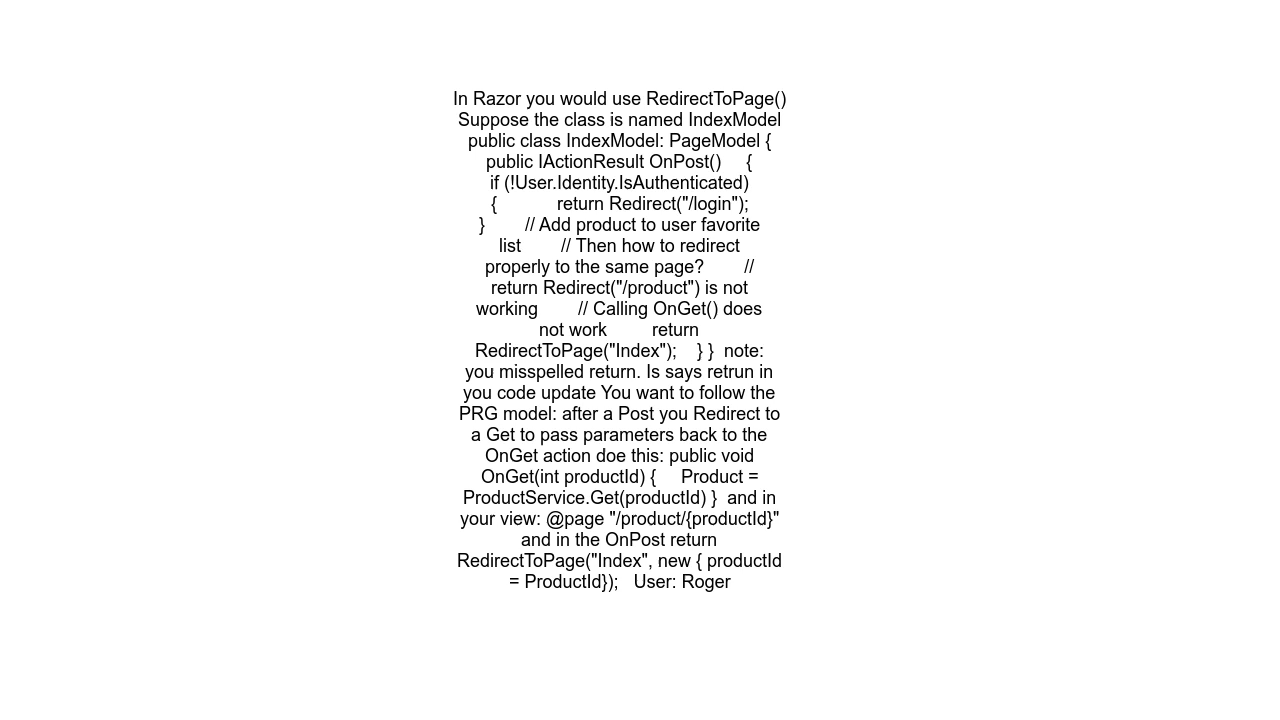 In Razor you would use RedirectToPage()
Suppose the class is named IndexModel
public class IndexModel: PageModel {
public IActionResult OnPost()     {
if (!User.Identity.IsAuthenticated)
{            return Redirect("/login");
}        // Add product to user favorite
list        // Then how to redirect
properly to the same page?        //
return Redirect("/product") is not
working        // Calling OnGet() does
not work         return
RedirectToPage("Index");    } }  note:
you misspelled return. Is says retrun in
you code update You want to follow the
PRG model: after a Post you Redirect to
a Get to pass parameters back to the
OnGet action doe this: public void
OnGet(int productId) {     Product =
ProductService.Get(productId) }  and in
your view: @page "/product/{productId}"
and in the OnPost return
RedirectToPage("Index", new { productId
= ProductId});   User: Roger